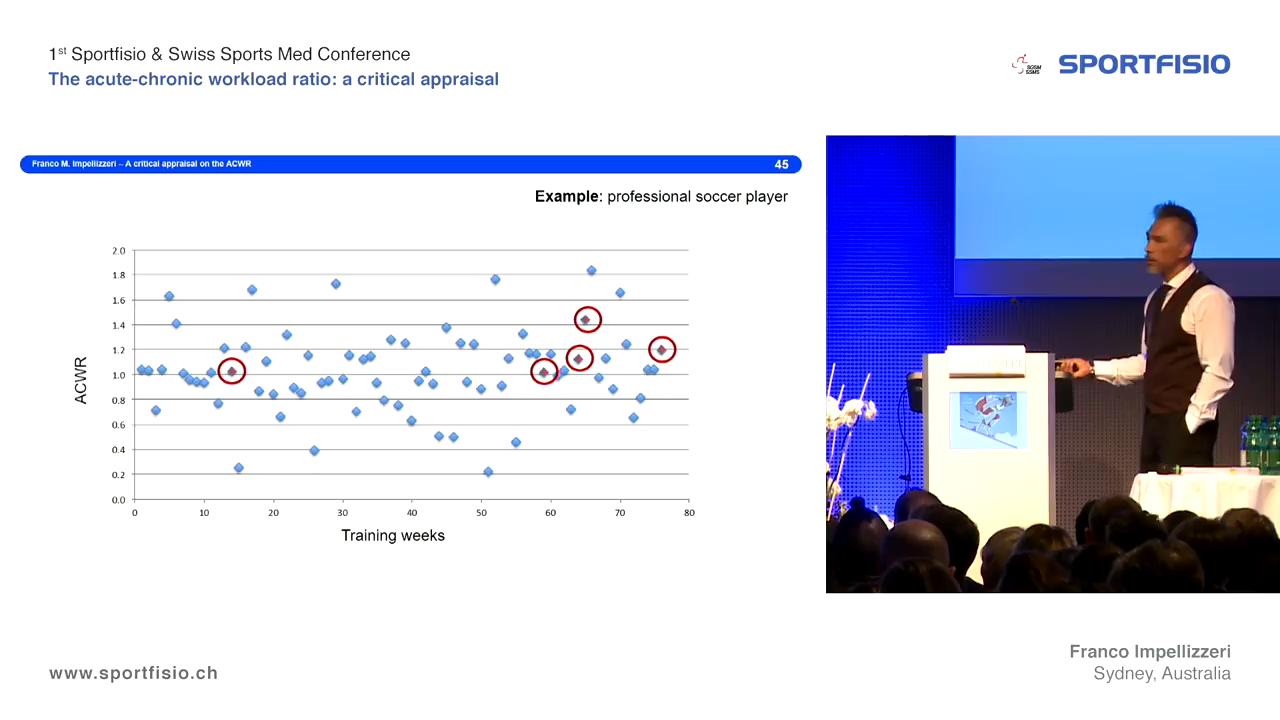 1st Sportfisio & Swiss Sports Med Conference
The acute-chronic workload ratio: a critical appraisal
SGSM
SSMS
SPORTFISIO
Franco M. Impellizzeri – A critical appraisal on the ACWR
45
Example: professional soccer player
2.0
1.8
1.6
1.4
1.2
1.0
0.8
0.6
0.4
0.2
0.0
ACWR
0 10 20 30 40 50 60 70 80
Training weeks
www.sportfisio.ch
Franco Impellizzeri
Sydney, Australia